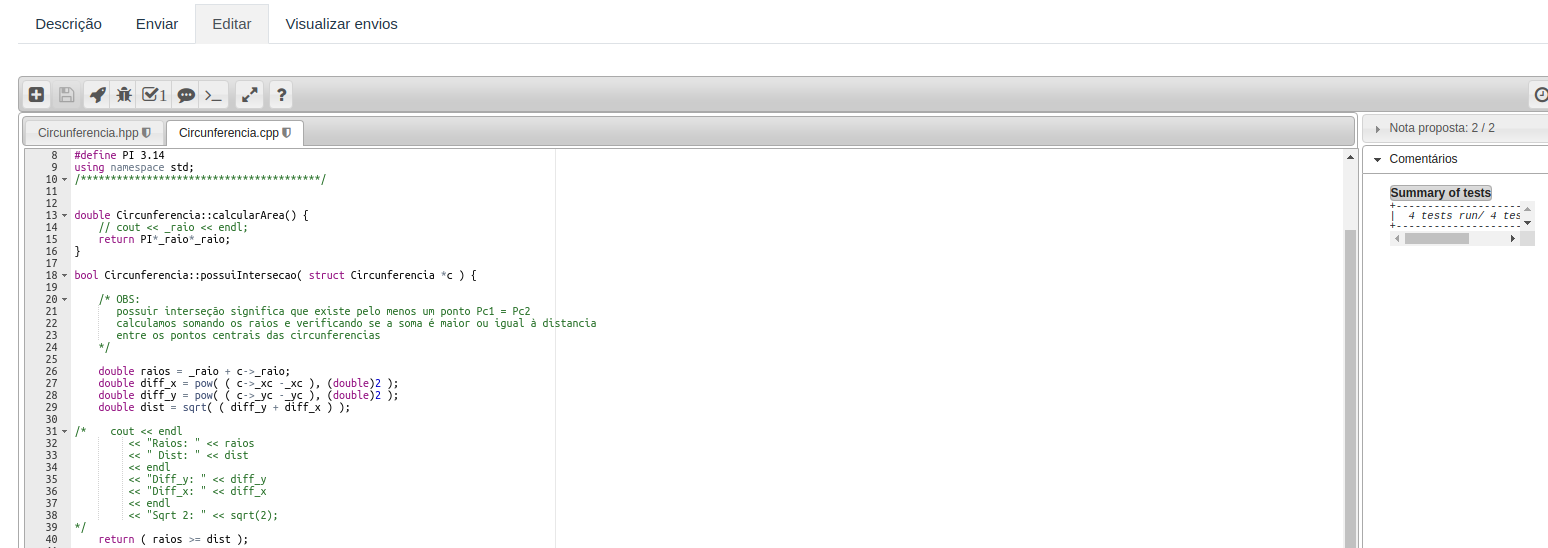 Descrição Enviar Editar Visualizar envios
1
>_
?
Circunferencia.hpp Circunferencia.cpp
Nota proposta: 2 / 2
Comentários
Summary of tests
+---------------------
|  4 tests run/ 4 tes
+---------------------
8 #define PI 3.14
9 using namespace std;
10 /****************************************/
11
12
13 double Circunferencia::calcularArea() {
14     // cout << _raio << endl;
15     return PI*_raio*_raio;
16 }
17
18 bool Circunferencia::possuiIntersecao( struct Circunferencia *c ) {
19
20     /* OBS:
21        possuir interseção significa que existe pelo menos um ponto Pc1 = Pc2
22        calculamos somando os raios e verificando se a soma é maior ou igual à distancia
23        entre os pontos centrais das circunferencias
24     */
25
26     double raios = _raio + c->_raio;
27     double diff_x = pow( ( c->_xc -_xc ), (double)2 );
28     double diff_y = pow( ( c->_yc -_yc ), (double)2 );
29     double dist = sqrt( ( diff_y + diff_x ) );
30
31 /*    cout << endl
32          << "Raios: " << raios
33          << " Dist: " << dist
34          << endl
35          << "Diff_y: " << diff_y
36          << "Diff_x: " << diff_x
37          << endl
38          << "Sqrt 2: " << sqrt(2);
39 */
40     return ( raios >= dist );